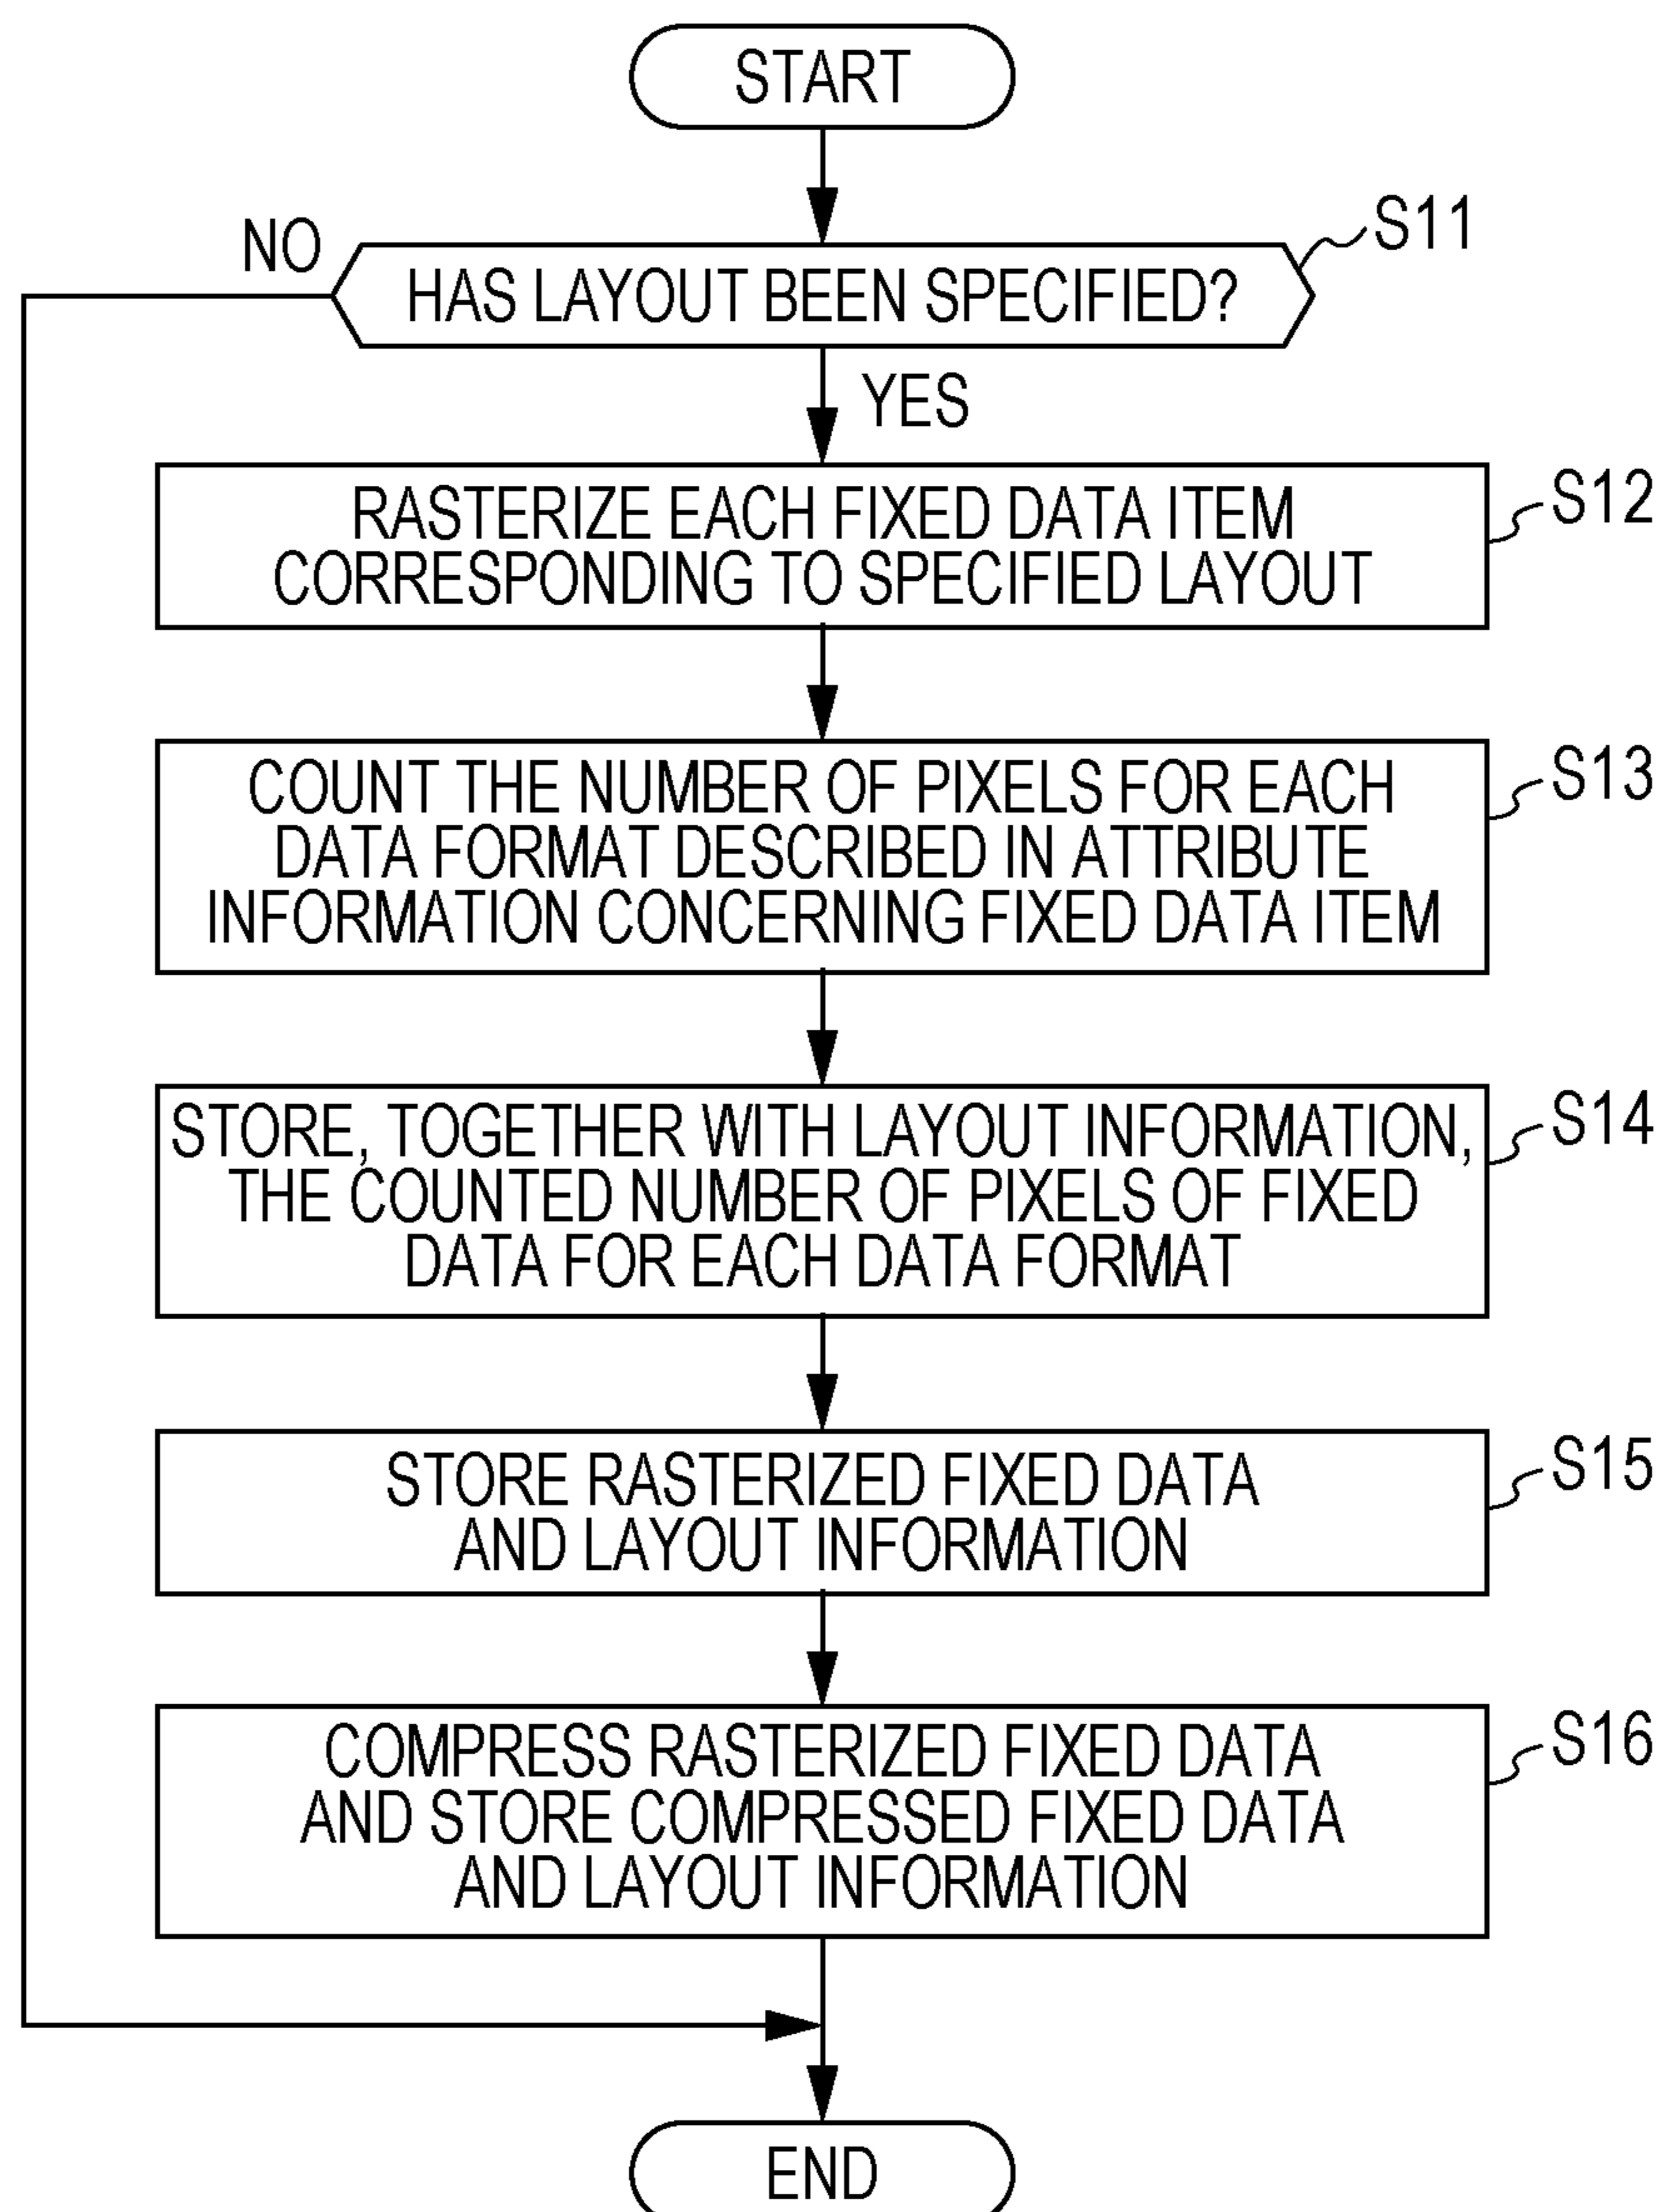 START
NO
S11
HAS LAYOUT BEEN SPECIFIED?
YES
S12
RASTERIZE EACH FIXED DATA ITEM
CORRESPONDING TO SPECIFIED LAYOUT
S13
COUNT THE NUMBER OF PIXELS FOR EACH
DATA FORMAT DESCRIBED IN ATTRIBUTE
INFORMATION CONCERNING FIXED DATA ITEM
S14
STORE, TOGETHER WITH LAYOUT INFORMATION,
THE COUNTED NUMBER OF PIXELS OF FIXED
DATA FOR EACH DATA FORMAT
S15
STORE RASTERIZED FIXED DATA
AND LAYOUT INFORMATION
S16
COMPRESS RASTERIZED FIXED DATA
AND STORE COMPRESSED FIXED DATA
AND LAYOUT INFORMATION
END